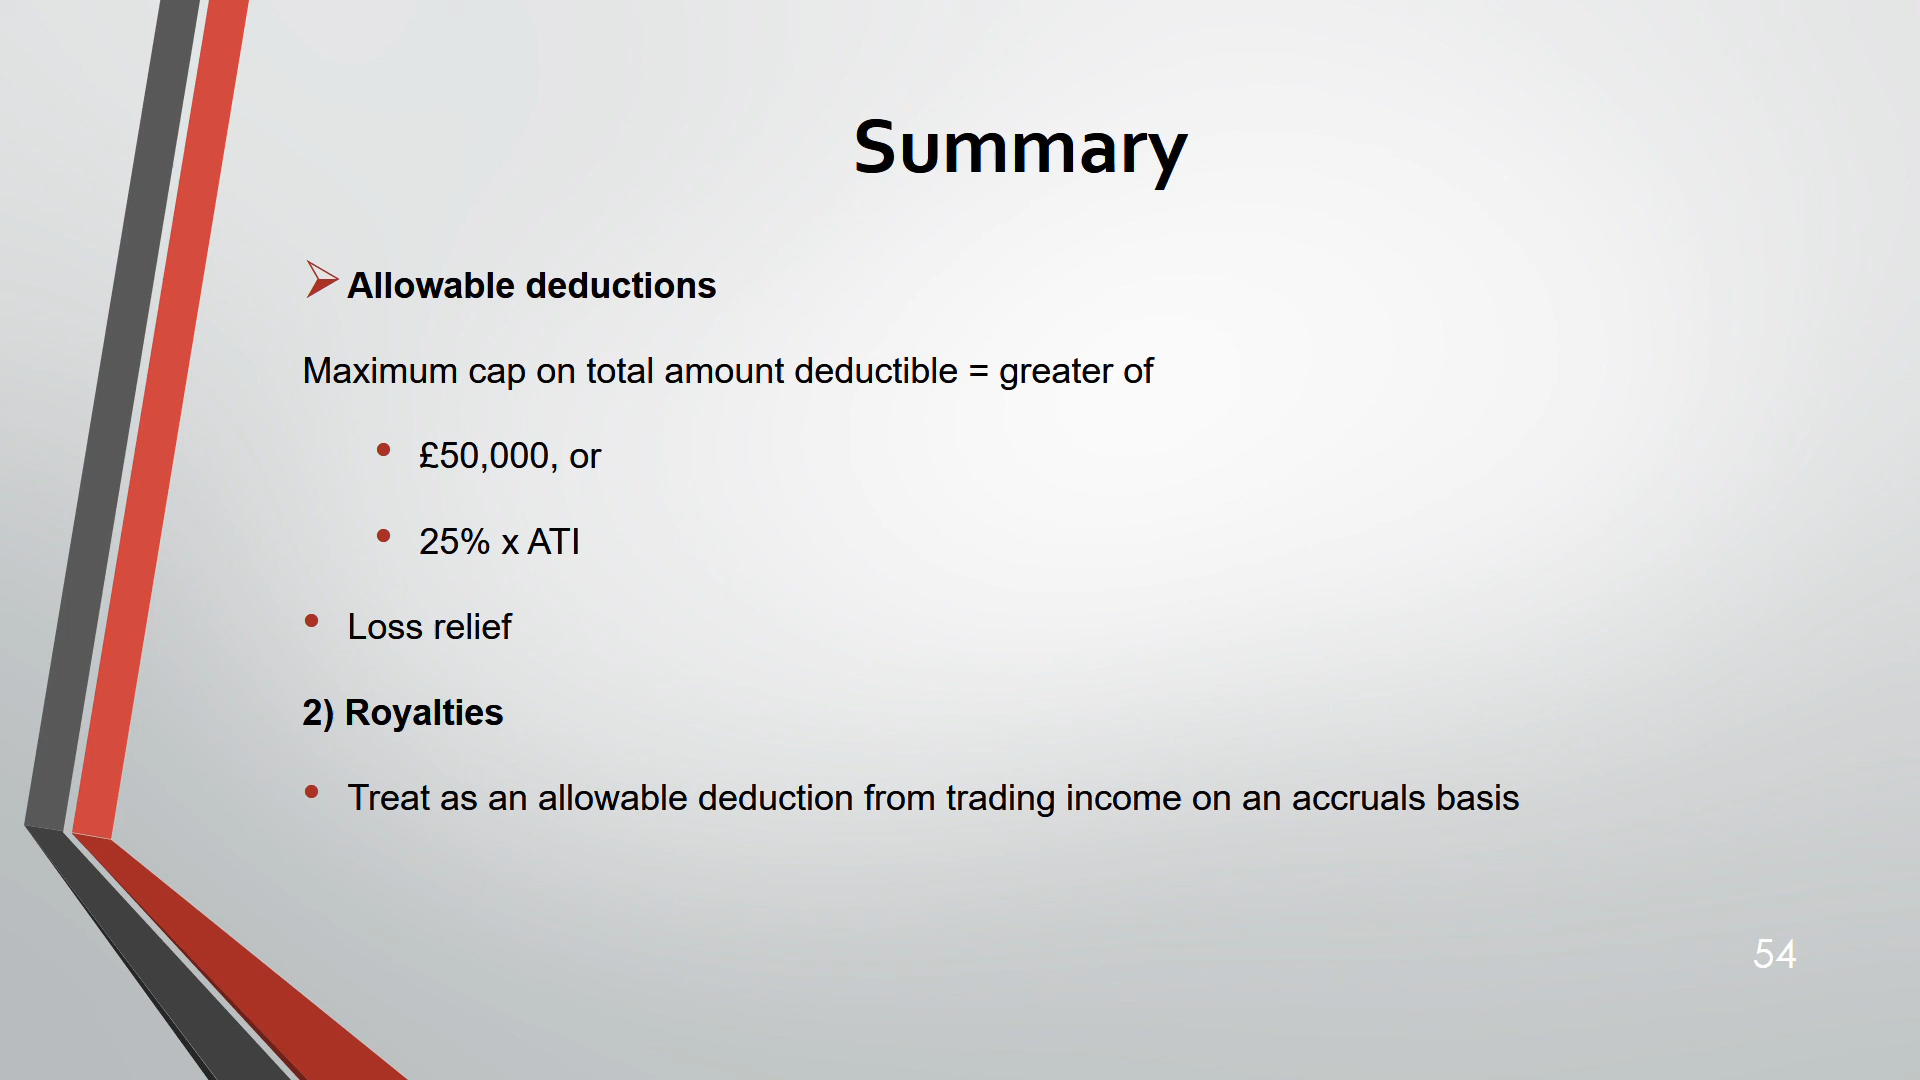 Summary
Allowable deductions
Maximum cap on total amount deductible = greater of
• £50,000, or
• 25% x ATI
• Loss relief
2) Royalties
• Treat as an allowable deduction from trading income on an accruals basis
54